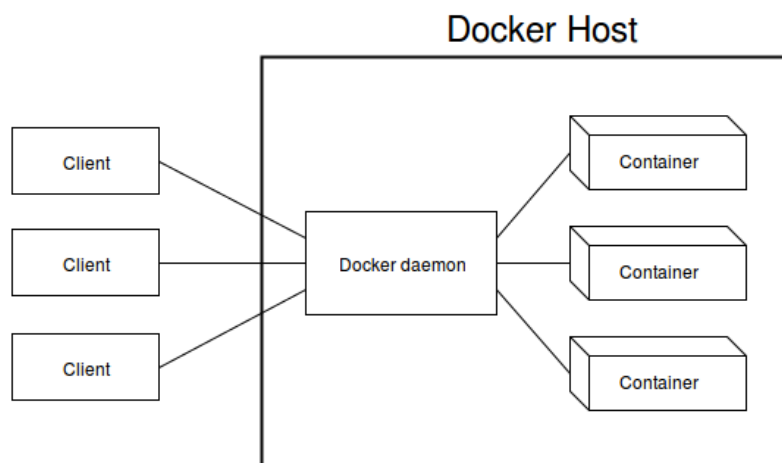 Docker Host
Client
Container
Client
Docker daemon
Container
Client
Container